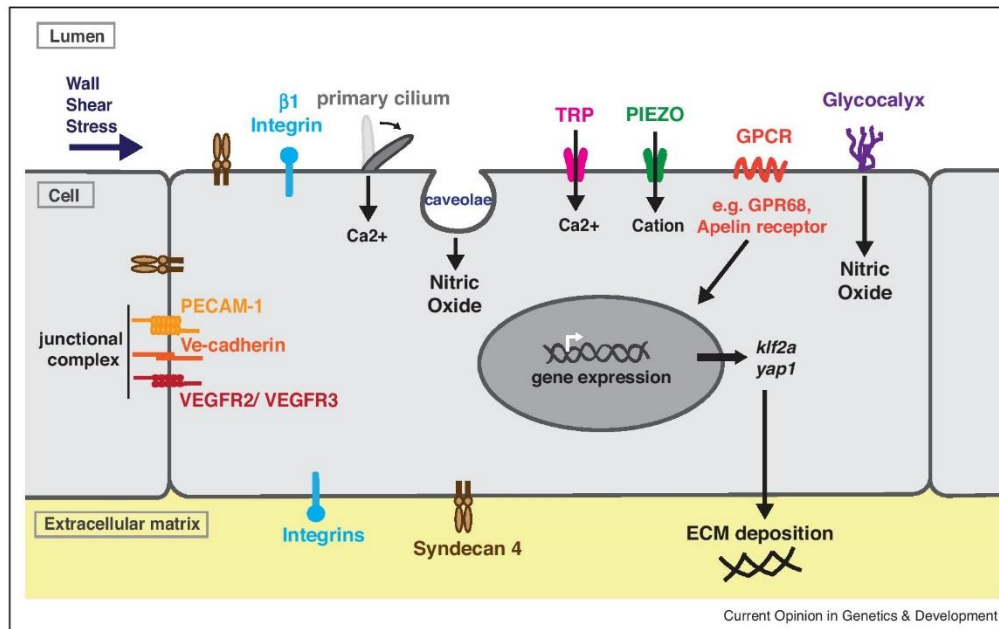 Lumen
Wall
Shear
Stress
β1
Integrin
primary cilium
TRP
PIEZO
GPCR
Glycocalyx
Cell
caveolae
Ca2+
Nitric
Oxide
Ca2+
Cation
e.g. GPR68,
Apelin receptor
Nitric
Oxide
PECAM-1
junctional
complex
Ve-cadherin
VEGFR2/ VEGFR3
gene expression
klf2a
yap1
Extracellular matrix
Integrins
Syndecan 4
ECM deposition
Current Opinion in Genetics & Development